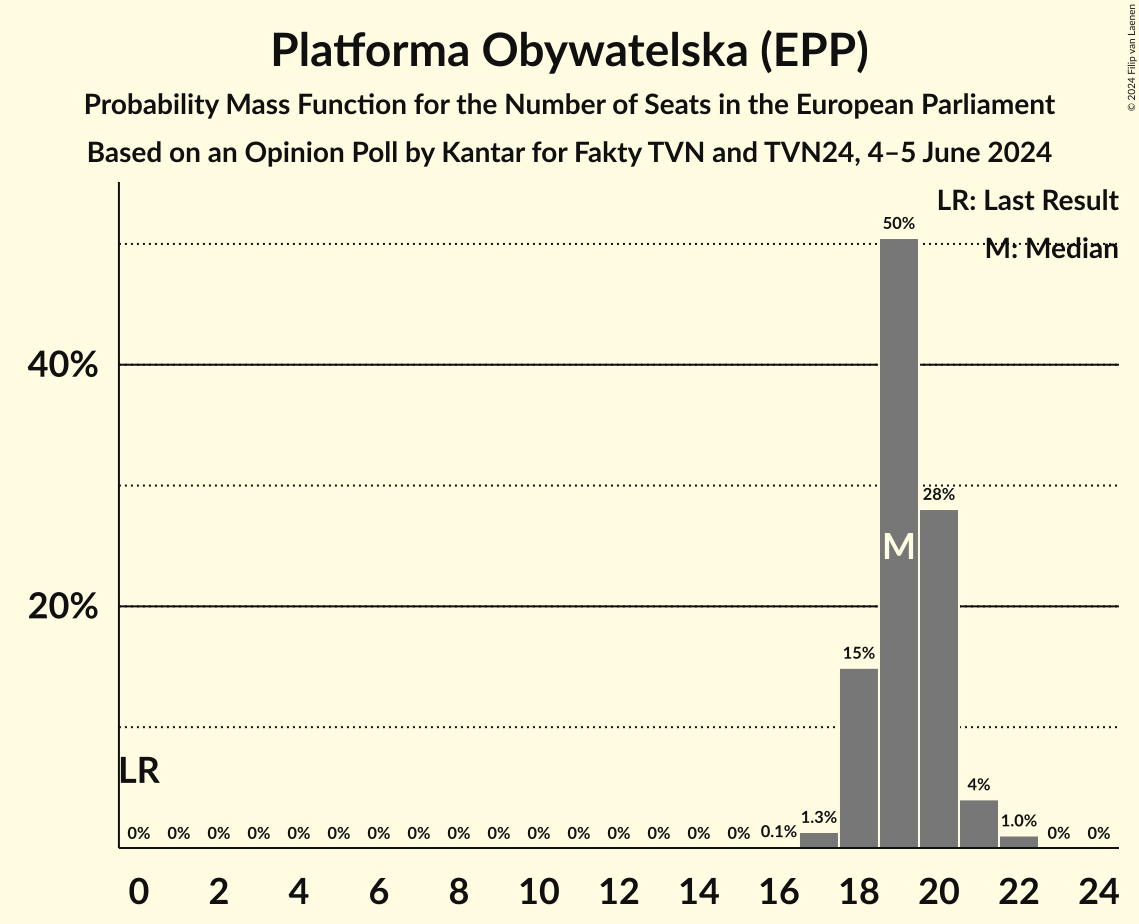 Platforma Obywatelska (EPP)
Probability Mass Function for the Number of Seats in the European Parliament
Based on an Opinion Poll by Kantar for Fakty TVN and TVN24, 4–5 June 2024
© 2024 Filip van Laenen
LR: Last Result
M: Median
50%
40%
28%
M
20%
15%
LR
4%
0% 0% 0% 0% 0% 0% 0% 0% 0% 0% 0% 0% 0% 0% 0% 0% 0.1% 1.3% 1.0% 0% 0%
0 2 4 6 8 10 12 14 16 18 20 22 24